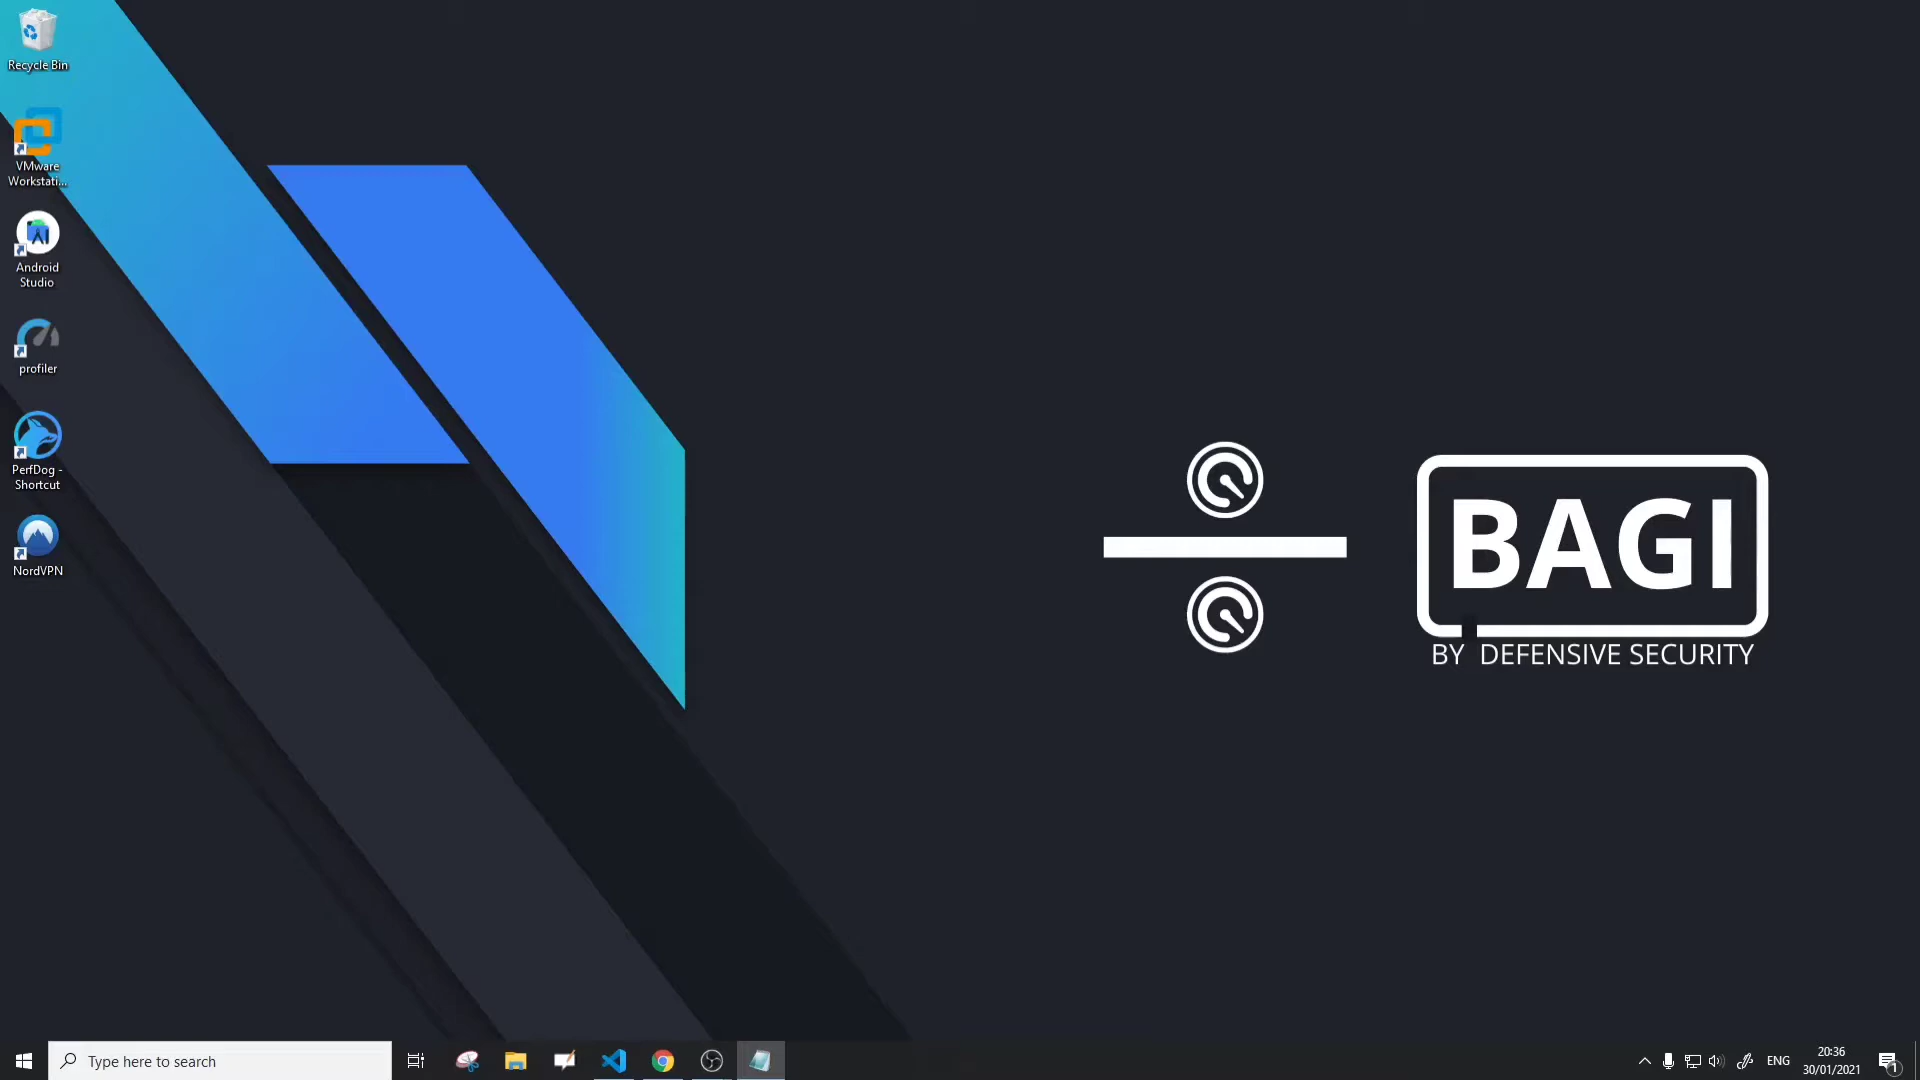 Recycle Bin
VMware
Workstati...
Android
Studio
profiler
PerfDog -
Shortcut
NordVPN
BAGI
BY DEFENSIVE SECURITY
Type here to search
ENG
20:36
30/01/2021
1